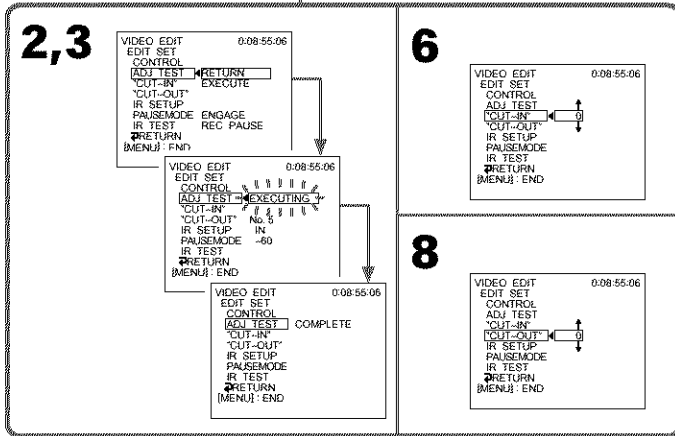 2,3
VIDEO EDIT 0:08:55:06
EDIT SET
CONTROL
ADJ TEST RETURN
"CUT-IN" EXECUTE
"CUT-OUT"
IR SETUP
PAUSEMODE ENGAGE
IR TEST REC PAUSE
RETURN
[MENU] : END
VIDEO EDIT 0:08:55:06
EDIT SET
CONTROL
ADJ TEST EXECUTING
"CUT-IN"
"CUT-OUT" No. 5
IR SETUP IN
PAUSEMODE -60
IR TEST
RETURN
[MENU] : END
VIDEO EDIT 0:08:55:06
EDIT SET
CONTROL
ADJ TEST COMPLETE
"CUT-IN"
"CUT-OUT"
IR SETUP
PAUSEMODE
IR TEST
RETURN
[MENU] : END
6
VIDEO EDIT 0:08:55:06
EDIT SET
CONTROL
ADJ TEST
"CUT-IN" 0
"CUT-OUT"
IR SETUP
PAUSEMODE
IR TEST
RETURN
[MENU] : END
8
VIDEO EDIT 0:08:55:06
EDIT SET
CONTROL
ADJ TEST
"CUT-IN"
"CUT-OUT" 0
IR SETUP
PAUSEMODE
IR TEST
RETURN
[MENU] : END